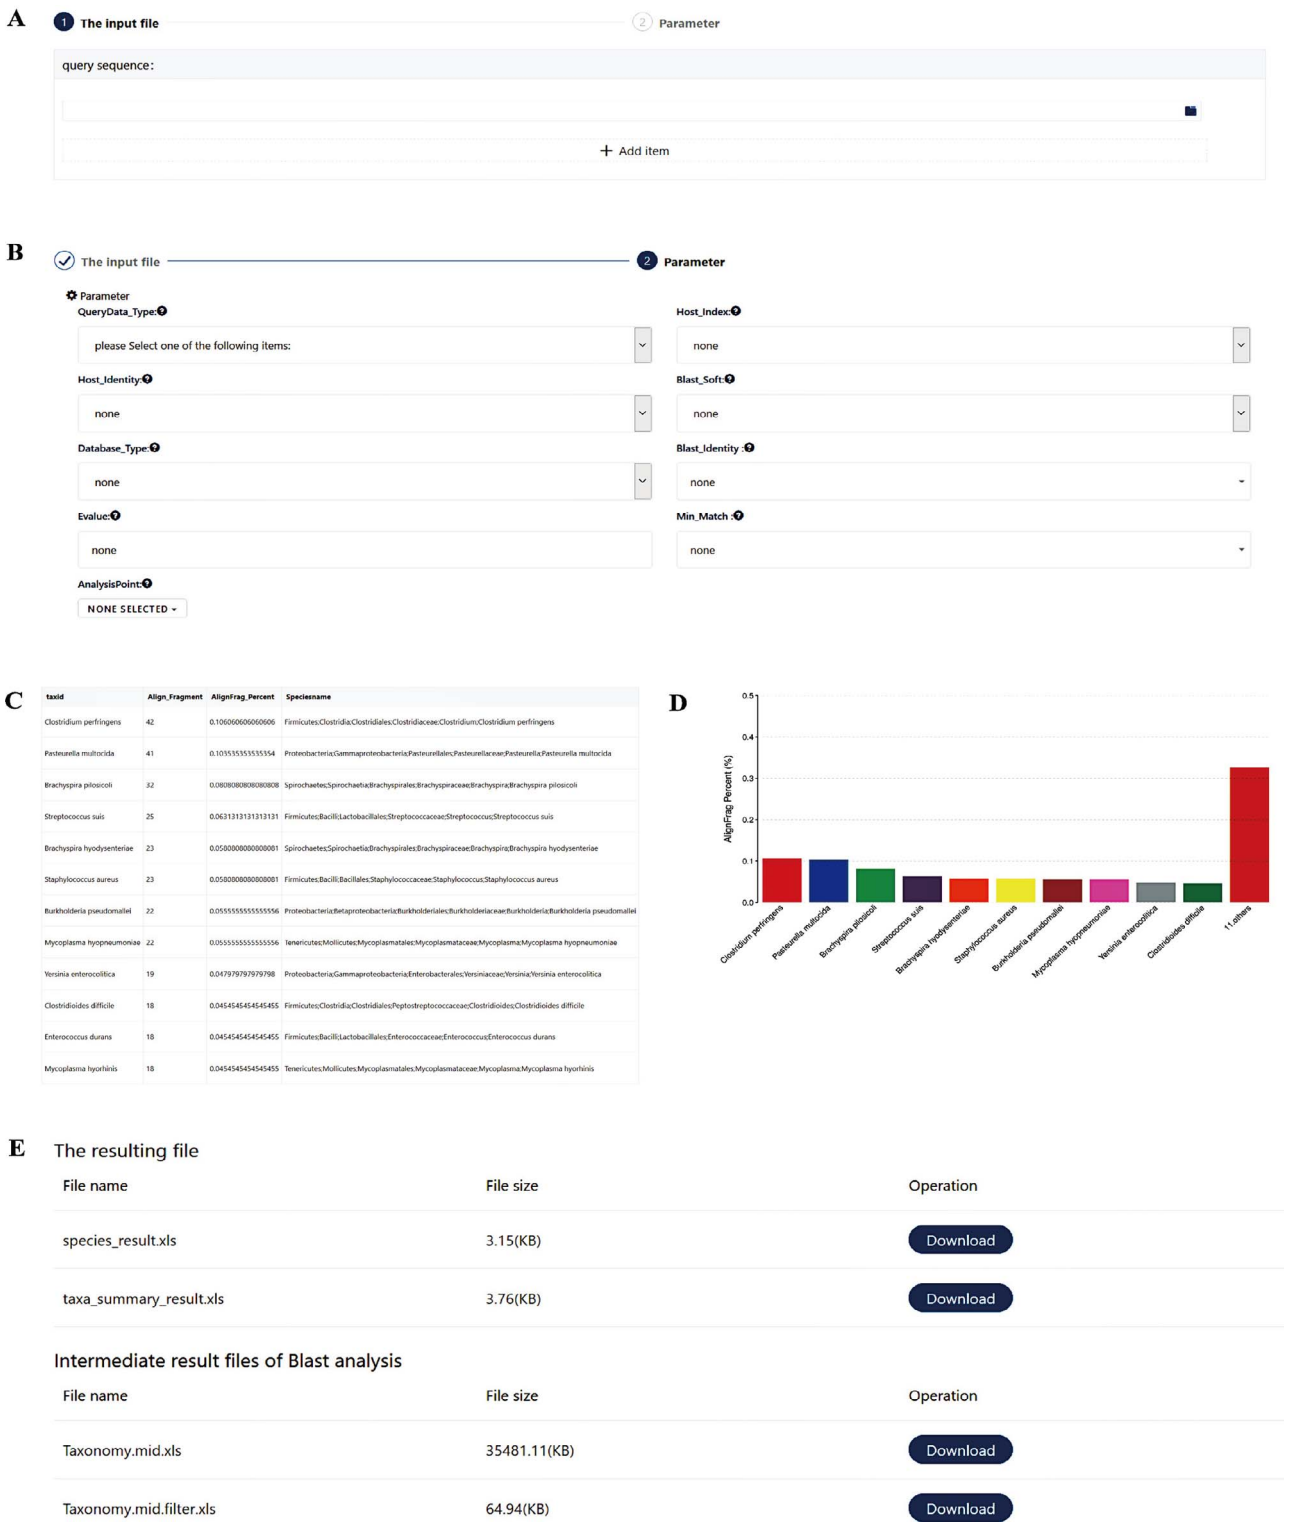 A
1 The input file
2 Parameter
query sequence:
+ Add item
B
The input file
2 Parameter
Parameter
QueryData_Type:
Host_Index:
please Select one of the following items:
none
Host_Identity:
Blast_Soft:
none
none
Database_Type:
Blast_Identity :
none
none
Evalue:
Min_Match :
none
none
AnalysisPoint:
NONE SELECTED
C
taxid Align_Fragment AlignFrag_Percent Speciesname
Clostridium perfringens 42 0.106060606060606 Firmicutes;Clostridia;Clostridiales;Clostridiaceae;Clostridium;Clostridium perfringens
Pasteurella multocida 41 0.103535353535354 Proteobacteria;Gammaproteobacteria;Pasteurellales;Pasteurellaceae;Pasteurella;Pasteurella multocida
Brachyspira pilosicoli 32 0.0808080808080808 Spirochaetes;Spirochaetia;Brachyspirales;Brachyspiraceae;Brachyspira;Brachyspira pilosicoli
Streptococcus suis 25 0.0631313131313131 Firmicutes;Bacilli;Lactobacillales;Streptococcaceae;Streptococcus;Streptococcus suis
Brachyspira hyodysenteriae 23 0.0580808080808081 Spirochaetes;Spirochaetia;Brachyspirales;Brachyspiraceae;Brachyspira;Brachyspira hyodysenteriae
Staphylococcus aureus 23 0.0580808080808081 Firmicutes;Bacilli;Bacillales;Staphylococcaceae;Staphylococcus;Staphylococcus aureus
Burkholderia pseudomallei 22 0.0555555555555556 Proteobacteria;Betaproteobacteria;Burkholderiales;Burkholderiaceae;Burkholderia;Burkholderia pseudomallei
Mycoplasma hyopneumoniae 22 0.0555555555555556 Tenericutes;Mollicutes;Mycoplasmatales;Mycoplasmataceae;Mycoplasma;Mycoplasma hyopneumoniae
Yersinia enterocolitica 19 0.047979797979798 Proteobacteria;Gammaproteobacteria;Enterobacterales;Yersiniaceae;Yersinia;Yersinia enterocolitica
Clostridioides difficile 18 0.0454545454545455 Firmicutes;Clostridia;Clostridiales;Peptostreptococcaceae;Clostridioides;Clostridioides difficile
Enterococcus durans 18 0.0454545454545455 Firmicutes;Bacilli;Lactobacillales;Enterococcaceae;Enterococcus;Enterococcus durans
Mycoplasma hyorhinis 18 0.0454545454545455 Tenericutes;Mollicutes;Mycoplasmatales;Mycoplasmataceae;Mycoplasma;Mycoplasma hyorhinis
D
AlignFrag Percent (%)
0.5
0.4
0.3
0.2
0.1
0.0
Clostridium perfringens
Pasteurella multocida
Brachyspira pilosicoli
Streptococcus suis
Brachyspira hyodysenteriae
Staphylococcus aureus
Burkholderia pseudomallei
Mycoplasma hyopneumoniae
Yersinia enterocolitica
Clostridioides difficile
11.others
E
The resulting file
File name File size Operation
species_result.xls 3.15(KB) Download
taxa_summary_result.xls 3.76(KB) Download
Intermediate result files of Blast analysis
File name File size Operation
Taxonomy.mid.xls 35481.11(KB) Download
Taxonomy.mid.filter.xls 64.94(KB) Download